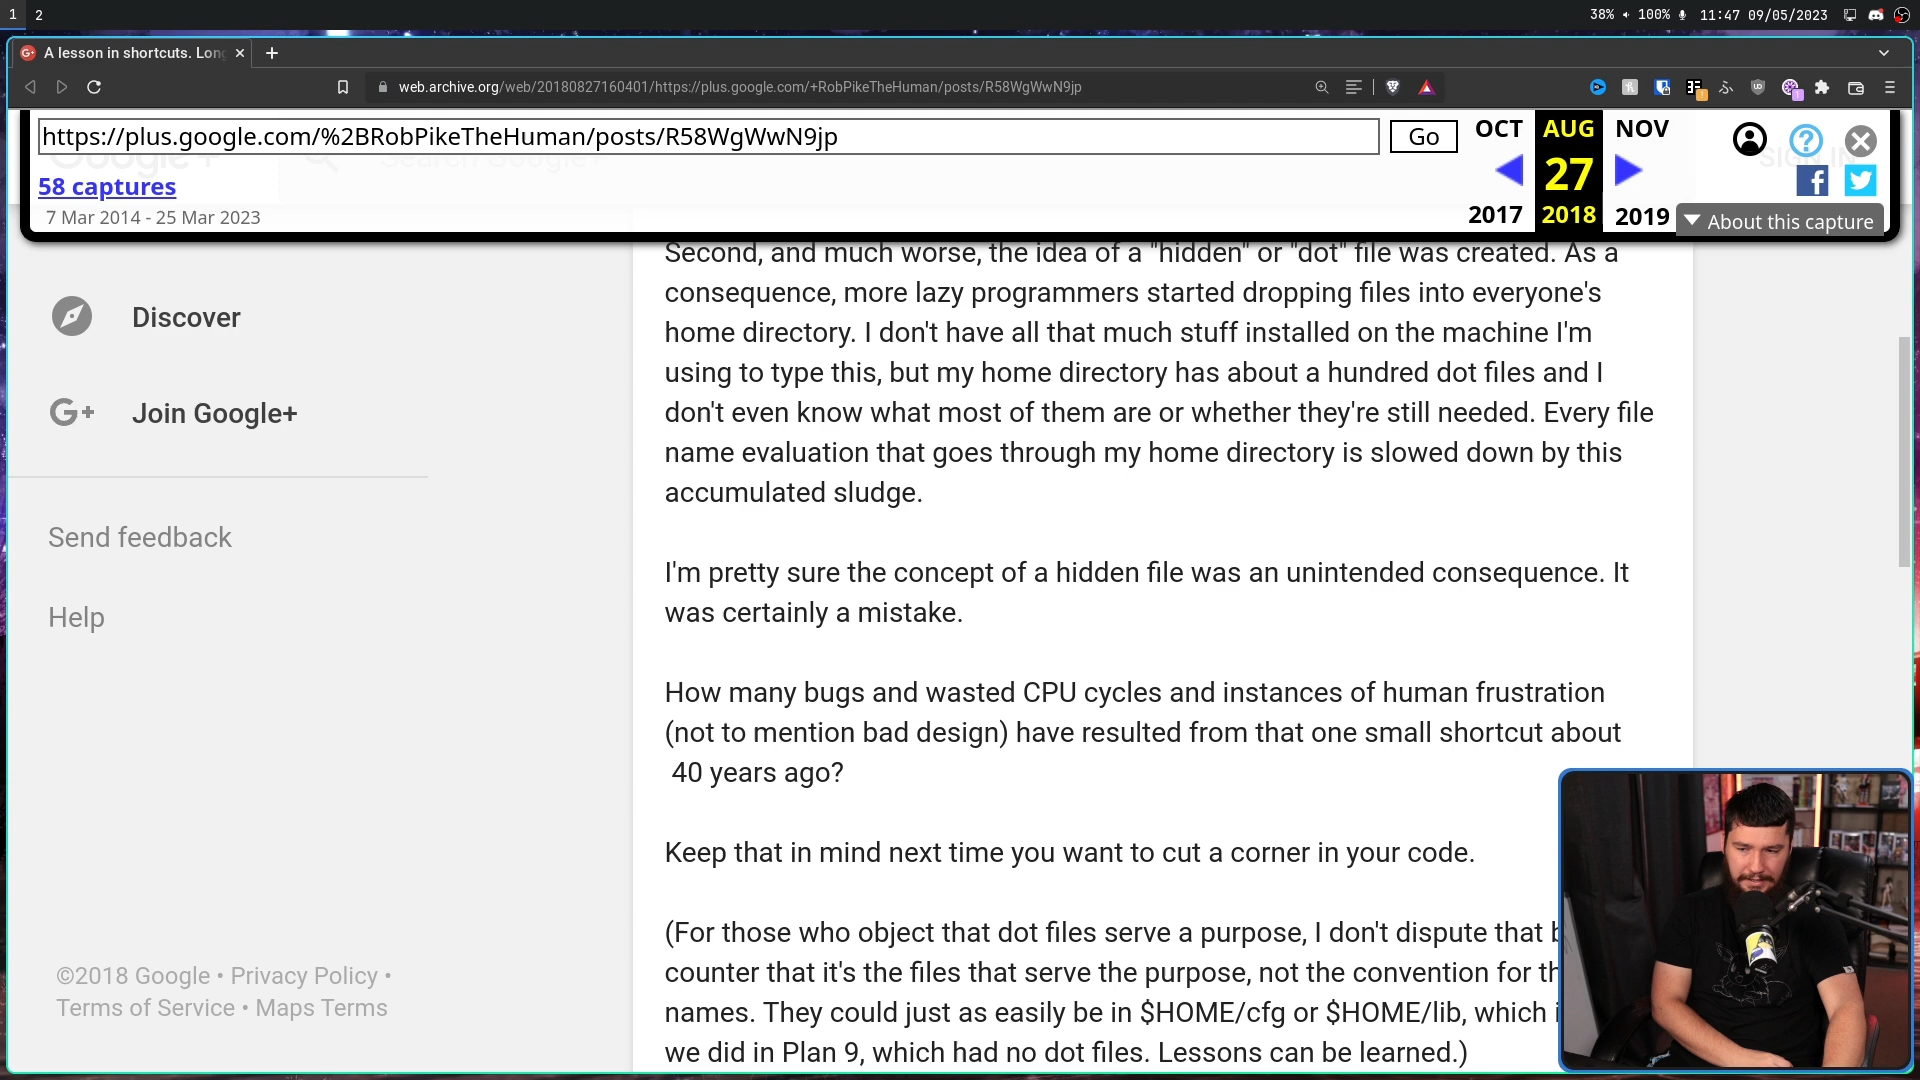 1 2 38% 100% 11:47 09/05/2023
A lesson in shortcuts. Lon
web.archive.org/web/20180827160401/https://plus.google.com/+RobPikeTheHuman/posts/R58WgWwN9jp
https://plus.google.com/%2BRobPikeTheHuman/posts/R58WgWwN9jp
Go
OCT AUG NOV
27
2017 2018 2019
58 captures
7 Mar 2014 - 25 Mar 2023
About this capture
Google+
Search Google+
SIGN IN
Discover
Join Google+
Send feedback
Help
©2018 Google • Privacy Policy •
Terms of Service • Maps Terms
Second, and much worse, the idea of a "hidden" or "dot" file was created. As a
consequence, more lazy programmers started dropping files into everyone's
home directory. I don't have all that much stuff installed on the machine I'm
using to type this, but my home directory has about a hundred dot files and I
don't even know what most of them are or whether they're still needed. Every file
name evaluation that goes through my home directory is slowed down by this
accumulated sludge.
I'm pretty sure the concept of a hidden file was an unintended consequence. It
was certainly a mistake.
How many bugs and wasted CPU cycles and instances of human frustration
(not to mention bad design) have resulted from that one small shortcut about
40 years ago?
Keep that in mind next time you want to cut a corner in your code.
(For those who object that dot files serve a purpose, I don't dispute that
counter that it's the files that serve the purpose, not the convention for
names. They could just as easily be in $HOME/cfg or $HOME/lib, which
we did in Plan 9, which had no dot files. Lessons can be learned.)